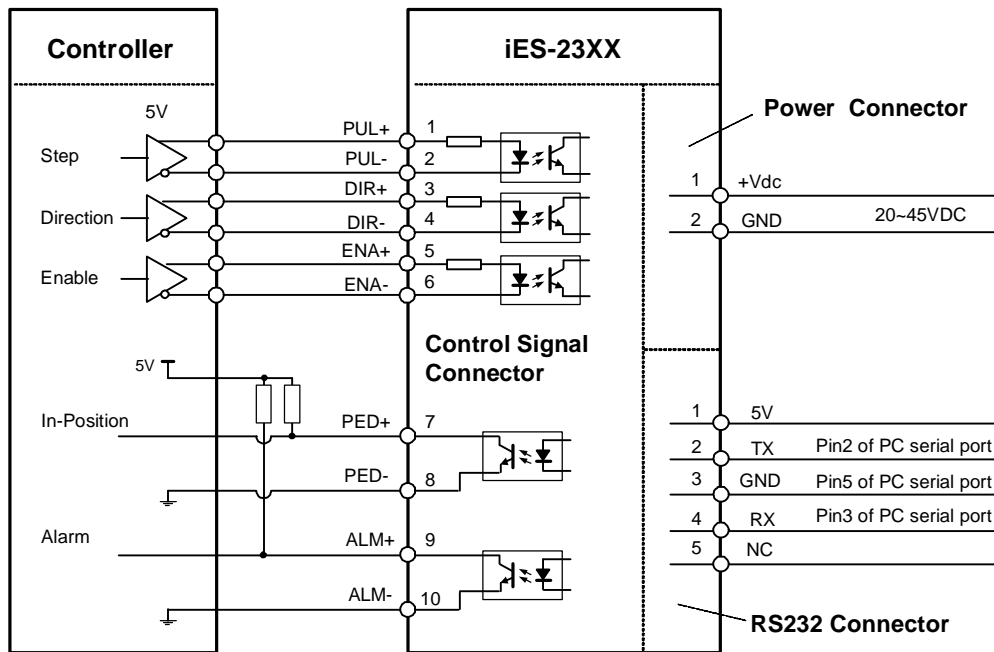 Controller
iES-23XX
5V
Step
Direction
Enable
PUL+
1
PUL-
2
DIR+
3
DIR-
4
ENA+
5
ENA-
6
Power Connector
1
+Vdc
2
GND
20~45VDC
Control Signal
Connector
5V
In-Position
PED+
7
PED-
8
Alarm
ALM+
9
ALM-
10
1
5V
2
TX
Pin2 of PC serial port
3
GND
Pin5 of PC serial port
4
RX
Pin3 of PC serial port
5
NC
RS232 Connector